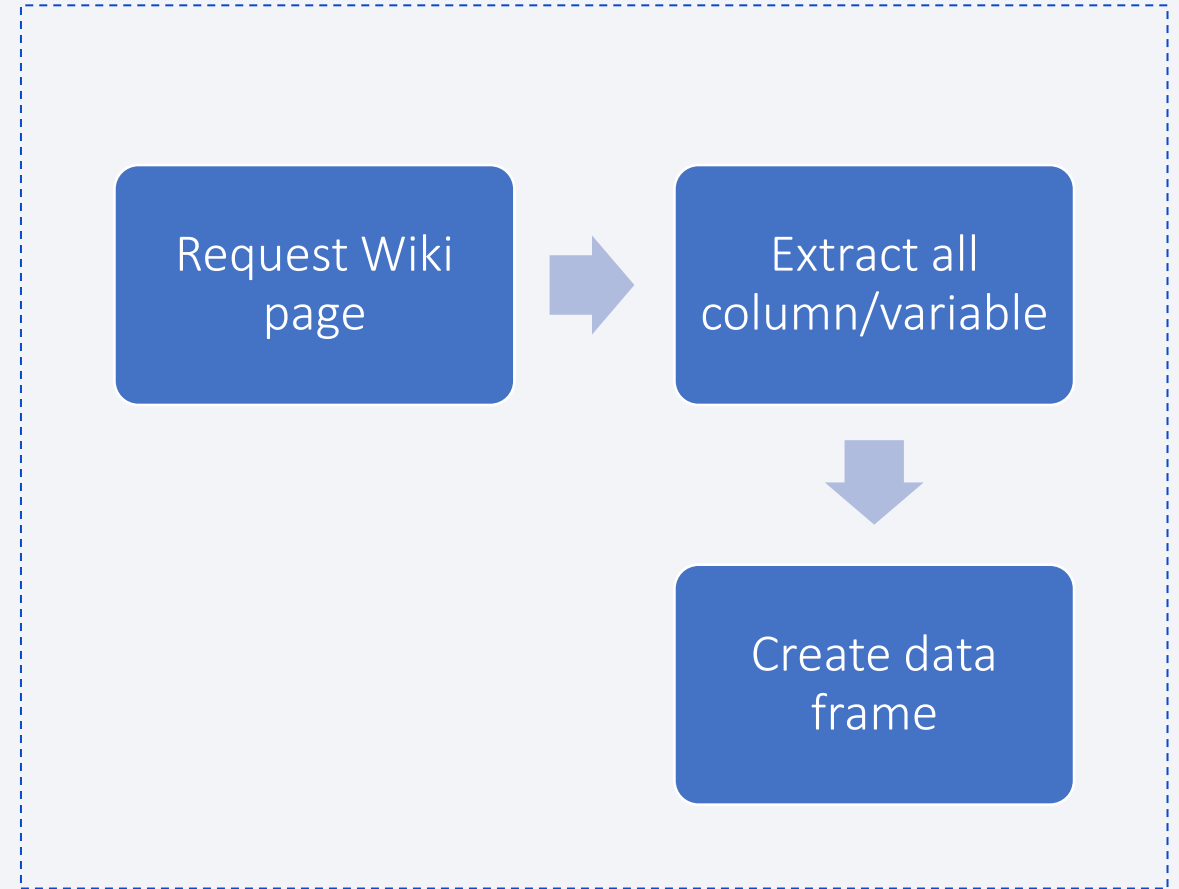 Request Wiki
page
Extract all
column/variable
Create data
frame